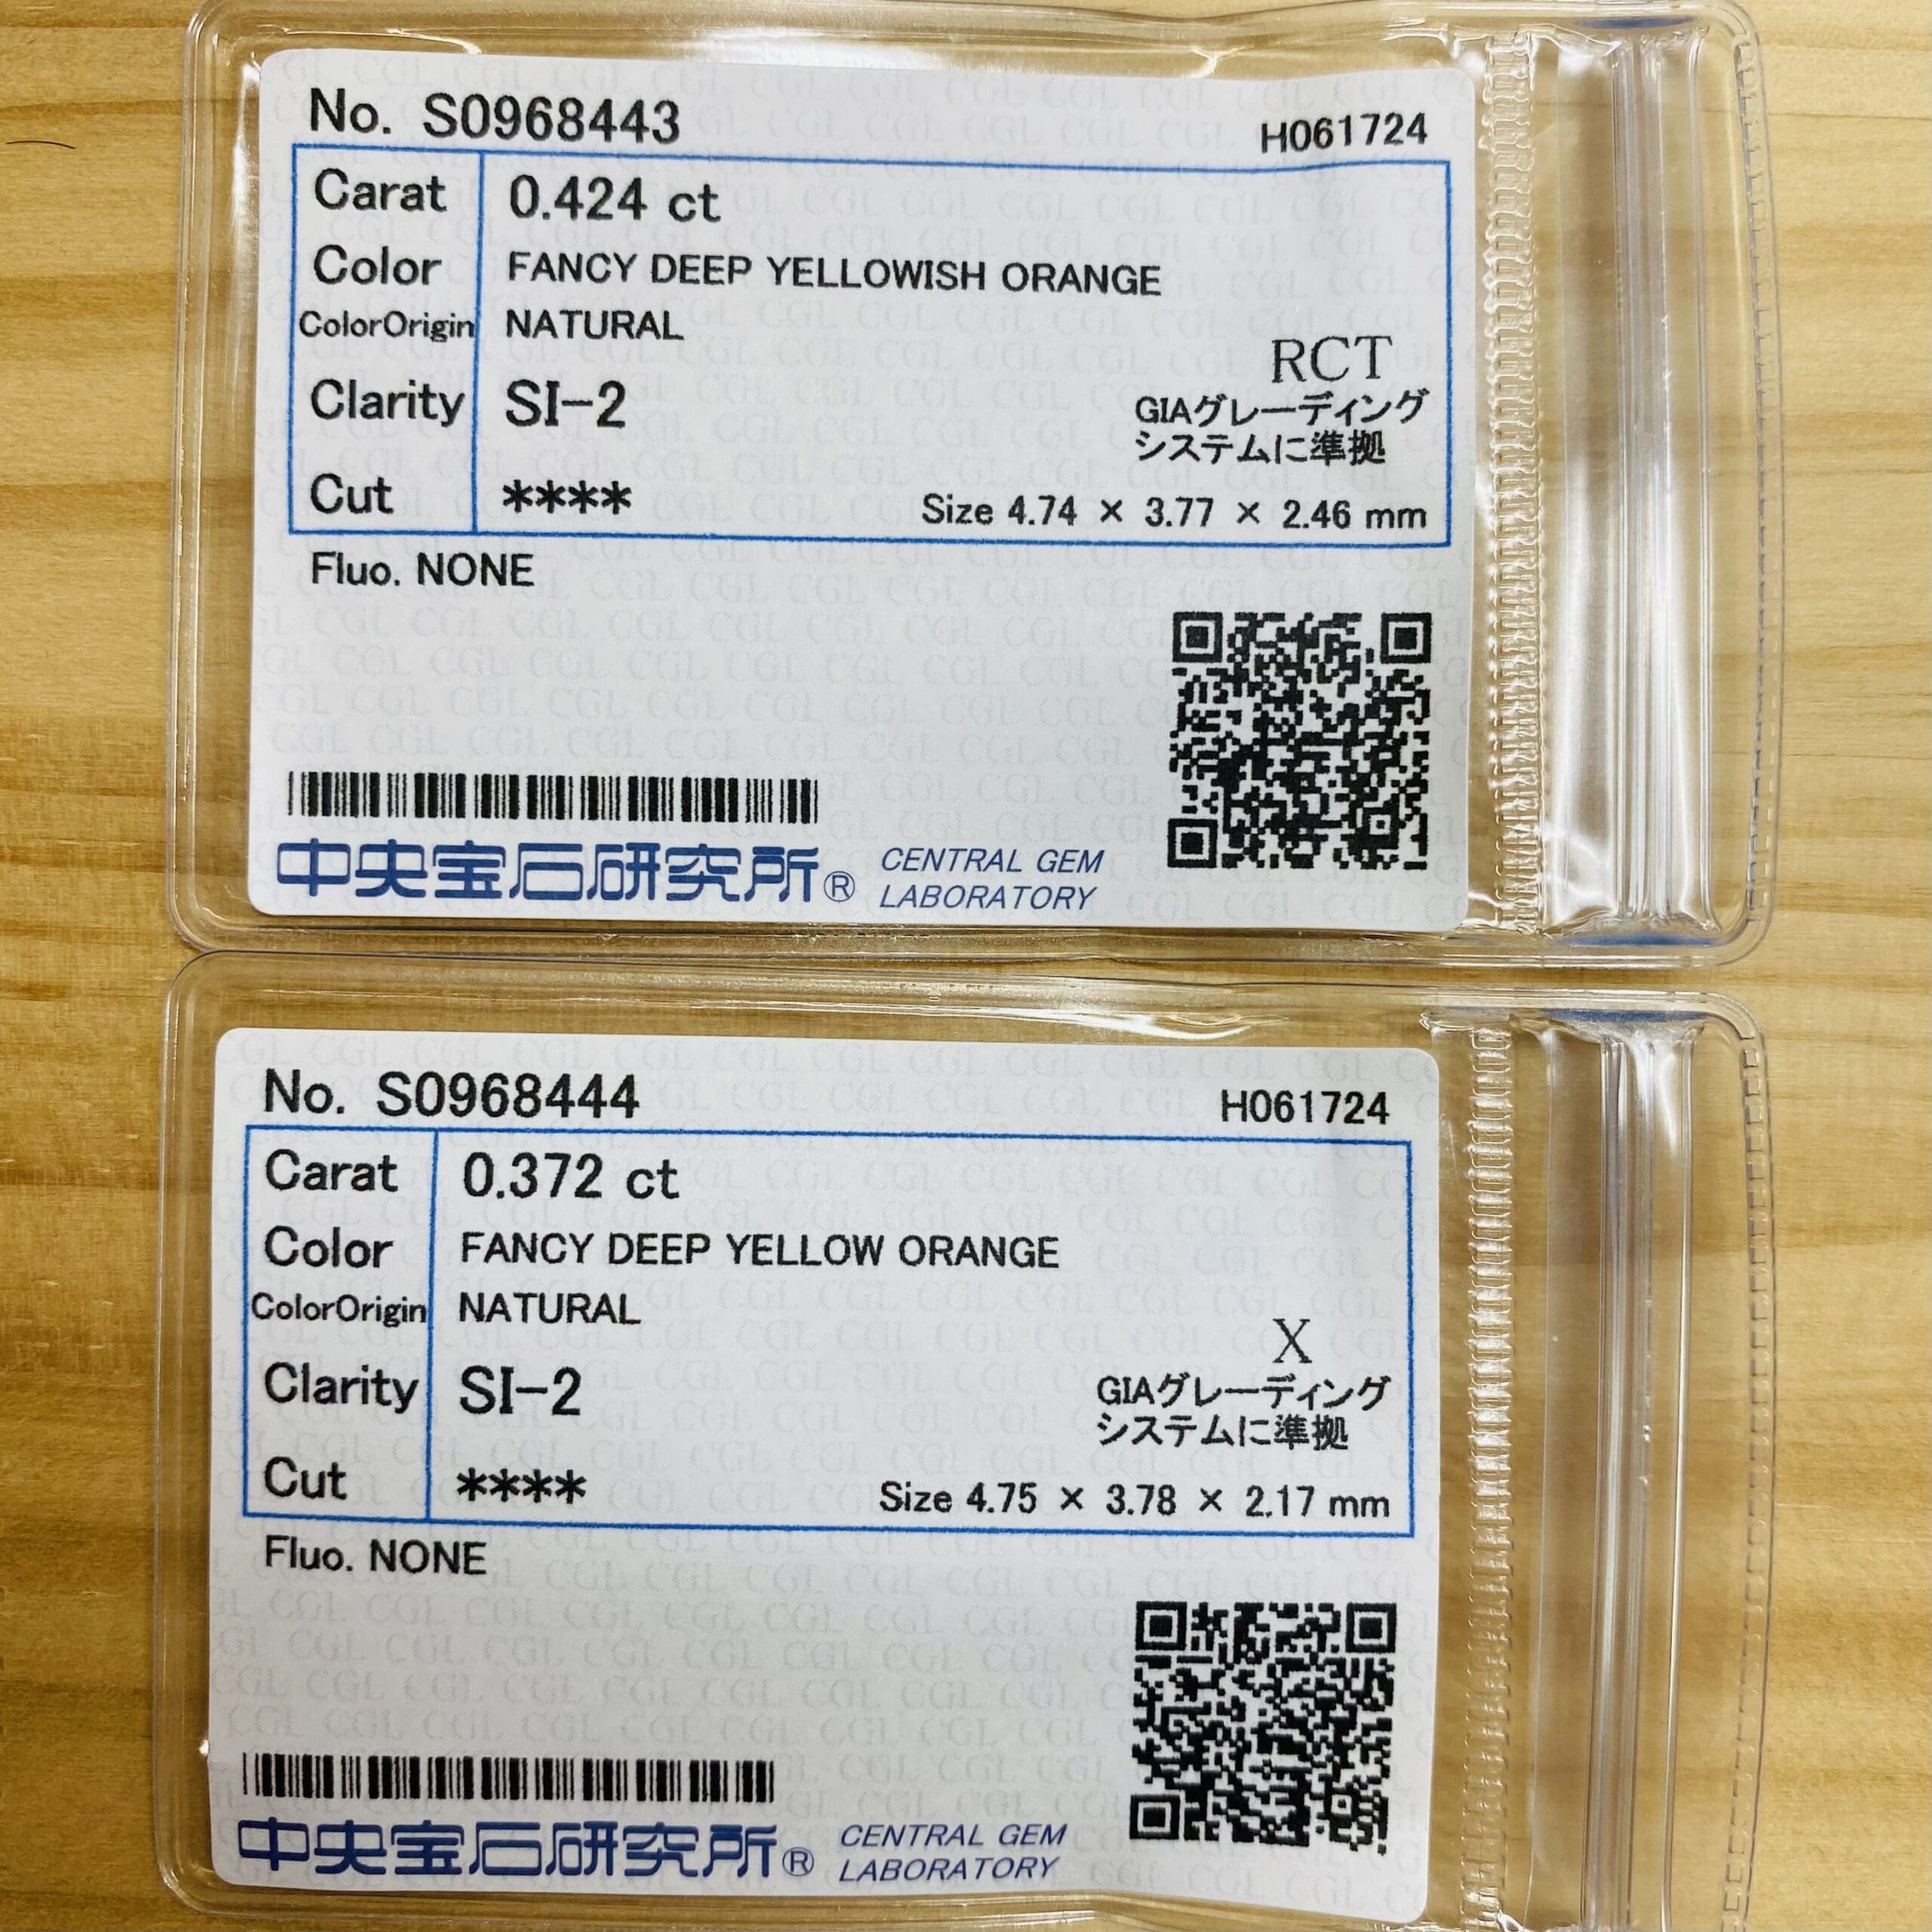 No. S0968443
H061724
Carat 0.424 ct
Color FANCY DEEP YELLOWISH ORANGE
ColorOrigin NATURAL
RCT
Clarity SI-2
GIAグレーディング
システムに準拠
Cut ****
Size 4.74 × 3.77 × 2.46 mm
Fluo. NONE
中央宝石研究所® CENTRAL GEM
LABORATORY
No. S0968444
H061724
Carat 0.372 ct
Color FANCY DEEP YELLOW ORANGE
ColorOrigin NATURAL
X
Clarity SI-2
GIAグレーディング
システムに準拠
Cut ****
Size 4.75 × 3.78 × 2.17 mm
Fluo. NONE
中央宝石研究所® CENTRAL GEM
LABORATORY